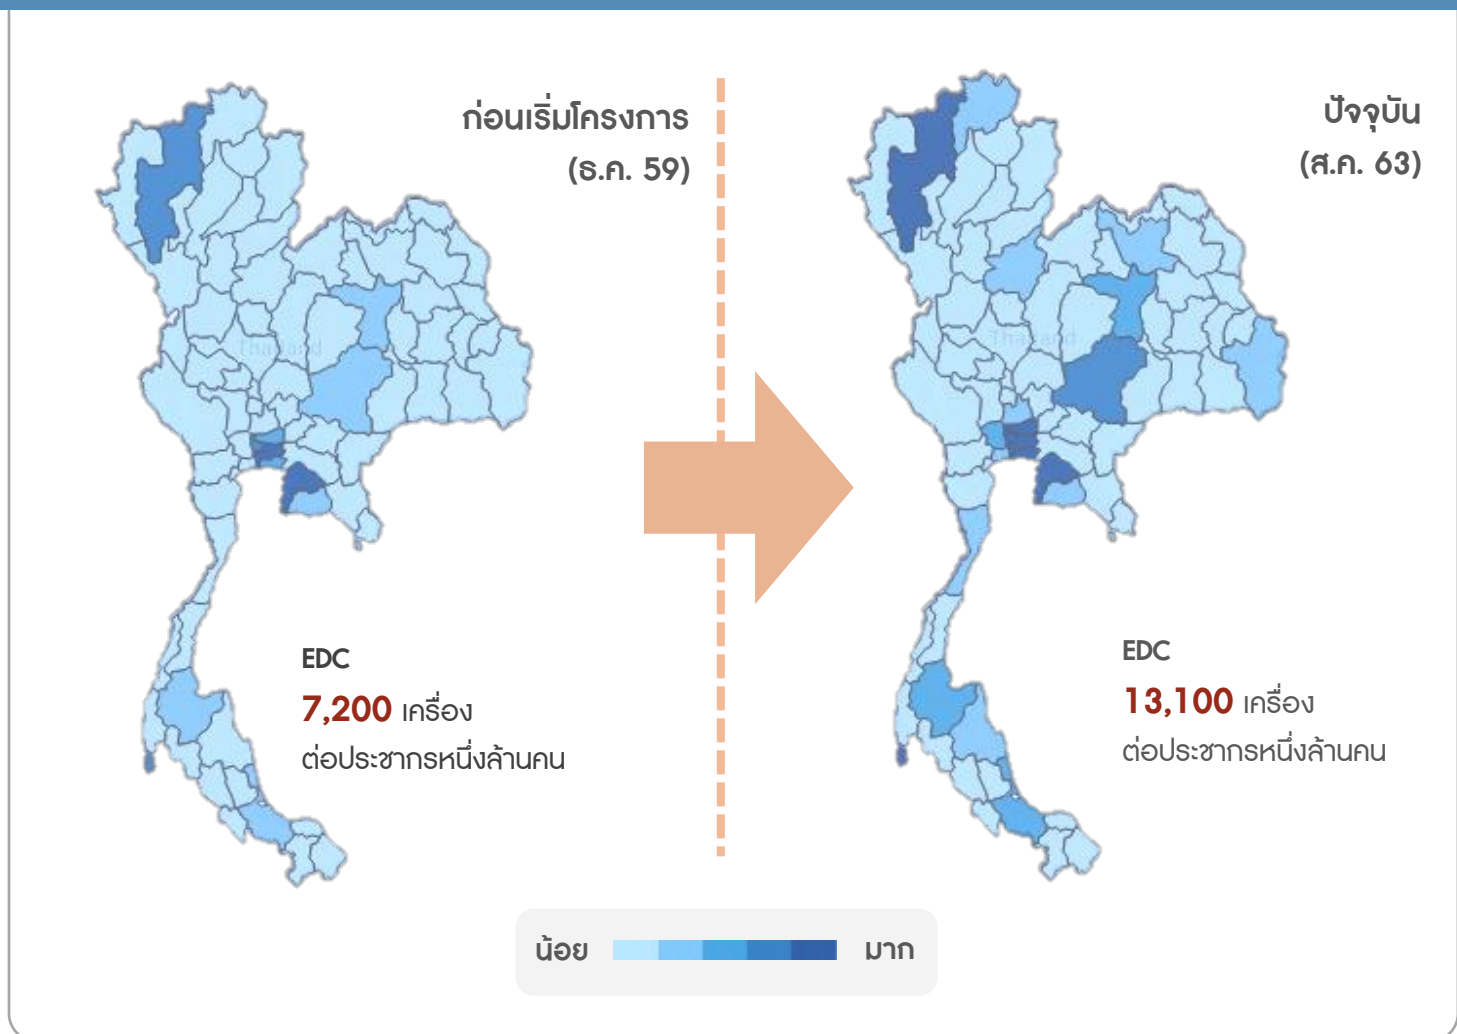 ก่อนเริ่มโครงการ
(ธ.ค. 59)
ปัจจุบัน
(ส.ค. 63)
Thailand
Thailand
EDC
7,200 เครื่อง
ต่อประชากรหนึ่งล้านคน
EDC
13,100 เครื่อง
ต่อประชากรหนึ่งล้านคน
น้อย มาก